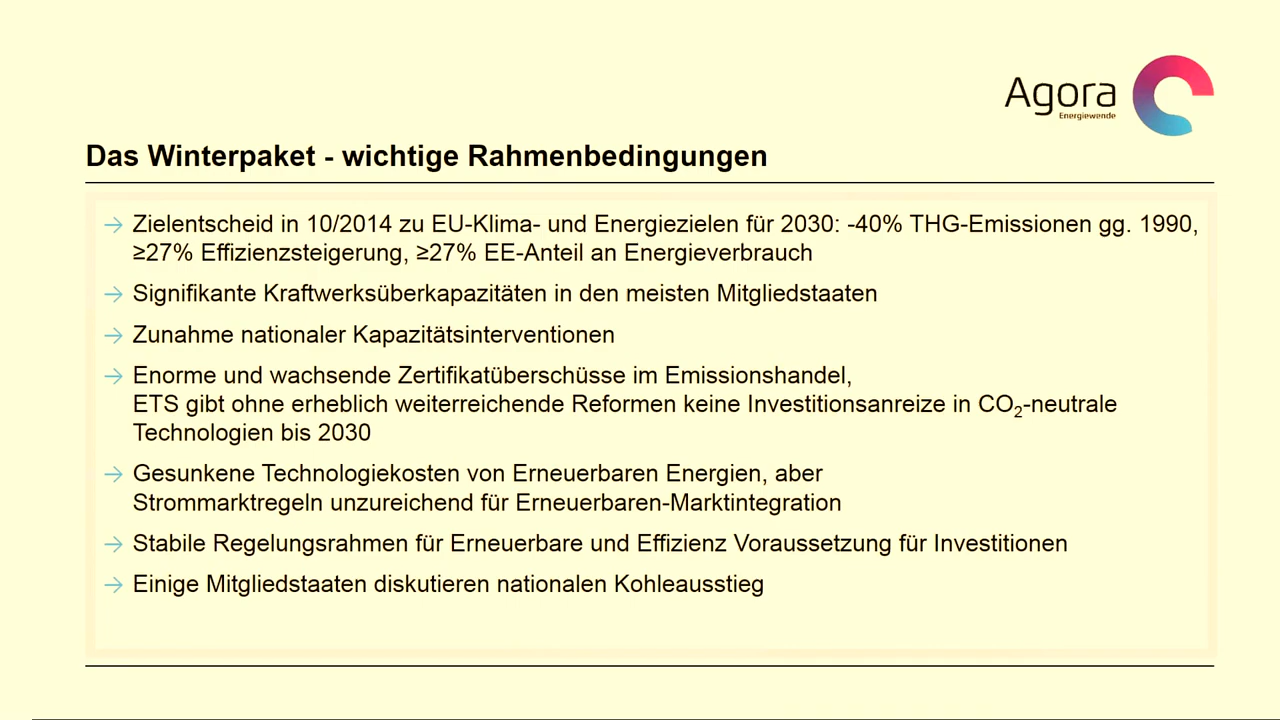 Agora
Energiewende
Das Winterpaket - wichtige Rahmenbedingungen
→ Zielentscheid in 10/2014 zu EU-Klima- und Energiezielen für 2030: -40% THG-Emissionen gg. 1990,
≥27% Effizienzsteigerung, ≥27% EE-Anteil an Energieverbrauch
→ Signifikante Kraftwerksüberkapazitäten in den meisten Mitgliedstaaten
→ Zunahme nationaler Kapazitätsinterventionen
→ Enorme und wachsende Zertifikatüberschüsse im Emissionshandel,
ETS gibt ohne erheblich weiterreichende Reformen keine Investitionsanreize in CO₂-neutrale
Technologien bis 2030
→ Gesunkene Technologiekosten von Erneuerbaren Energien, aber
Strommarktregeln unzureichend für Erneuerbaren-Marktintegration
→ Stabile Regelungsrahmen für Erneuerbare und Effizienz Voraussetzung für Investitionen
→ Einige Mitgliedstaaten diskutieren nationalen Kohleausstieg